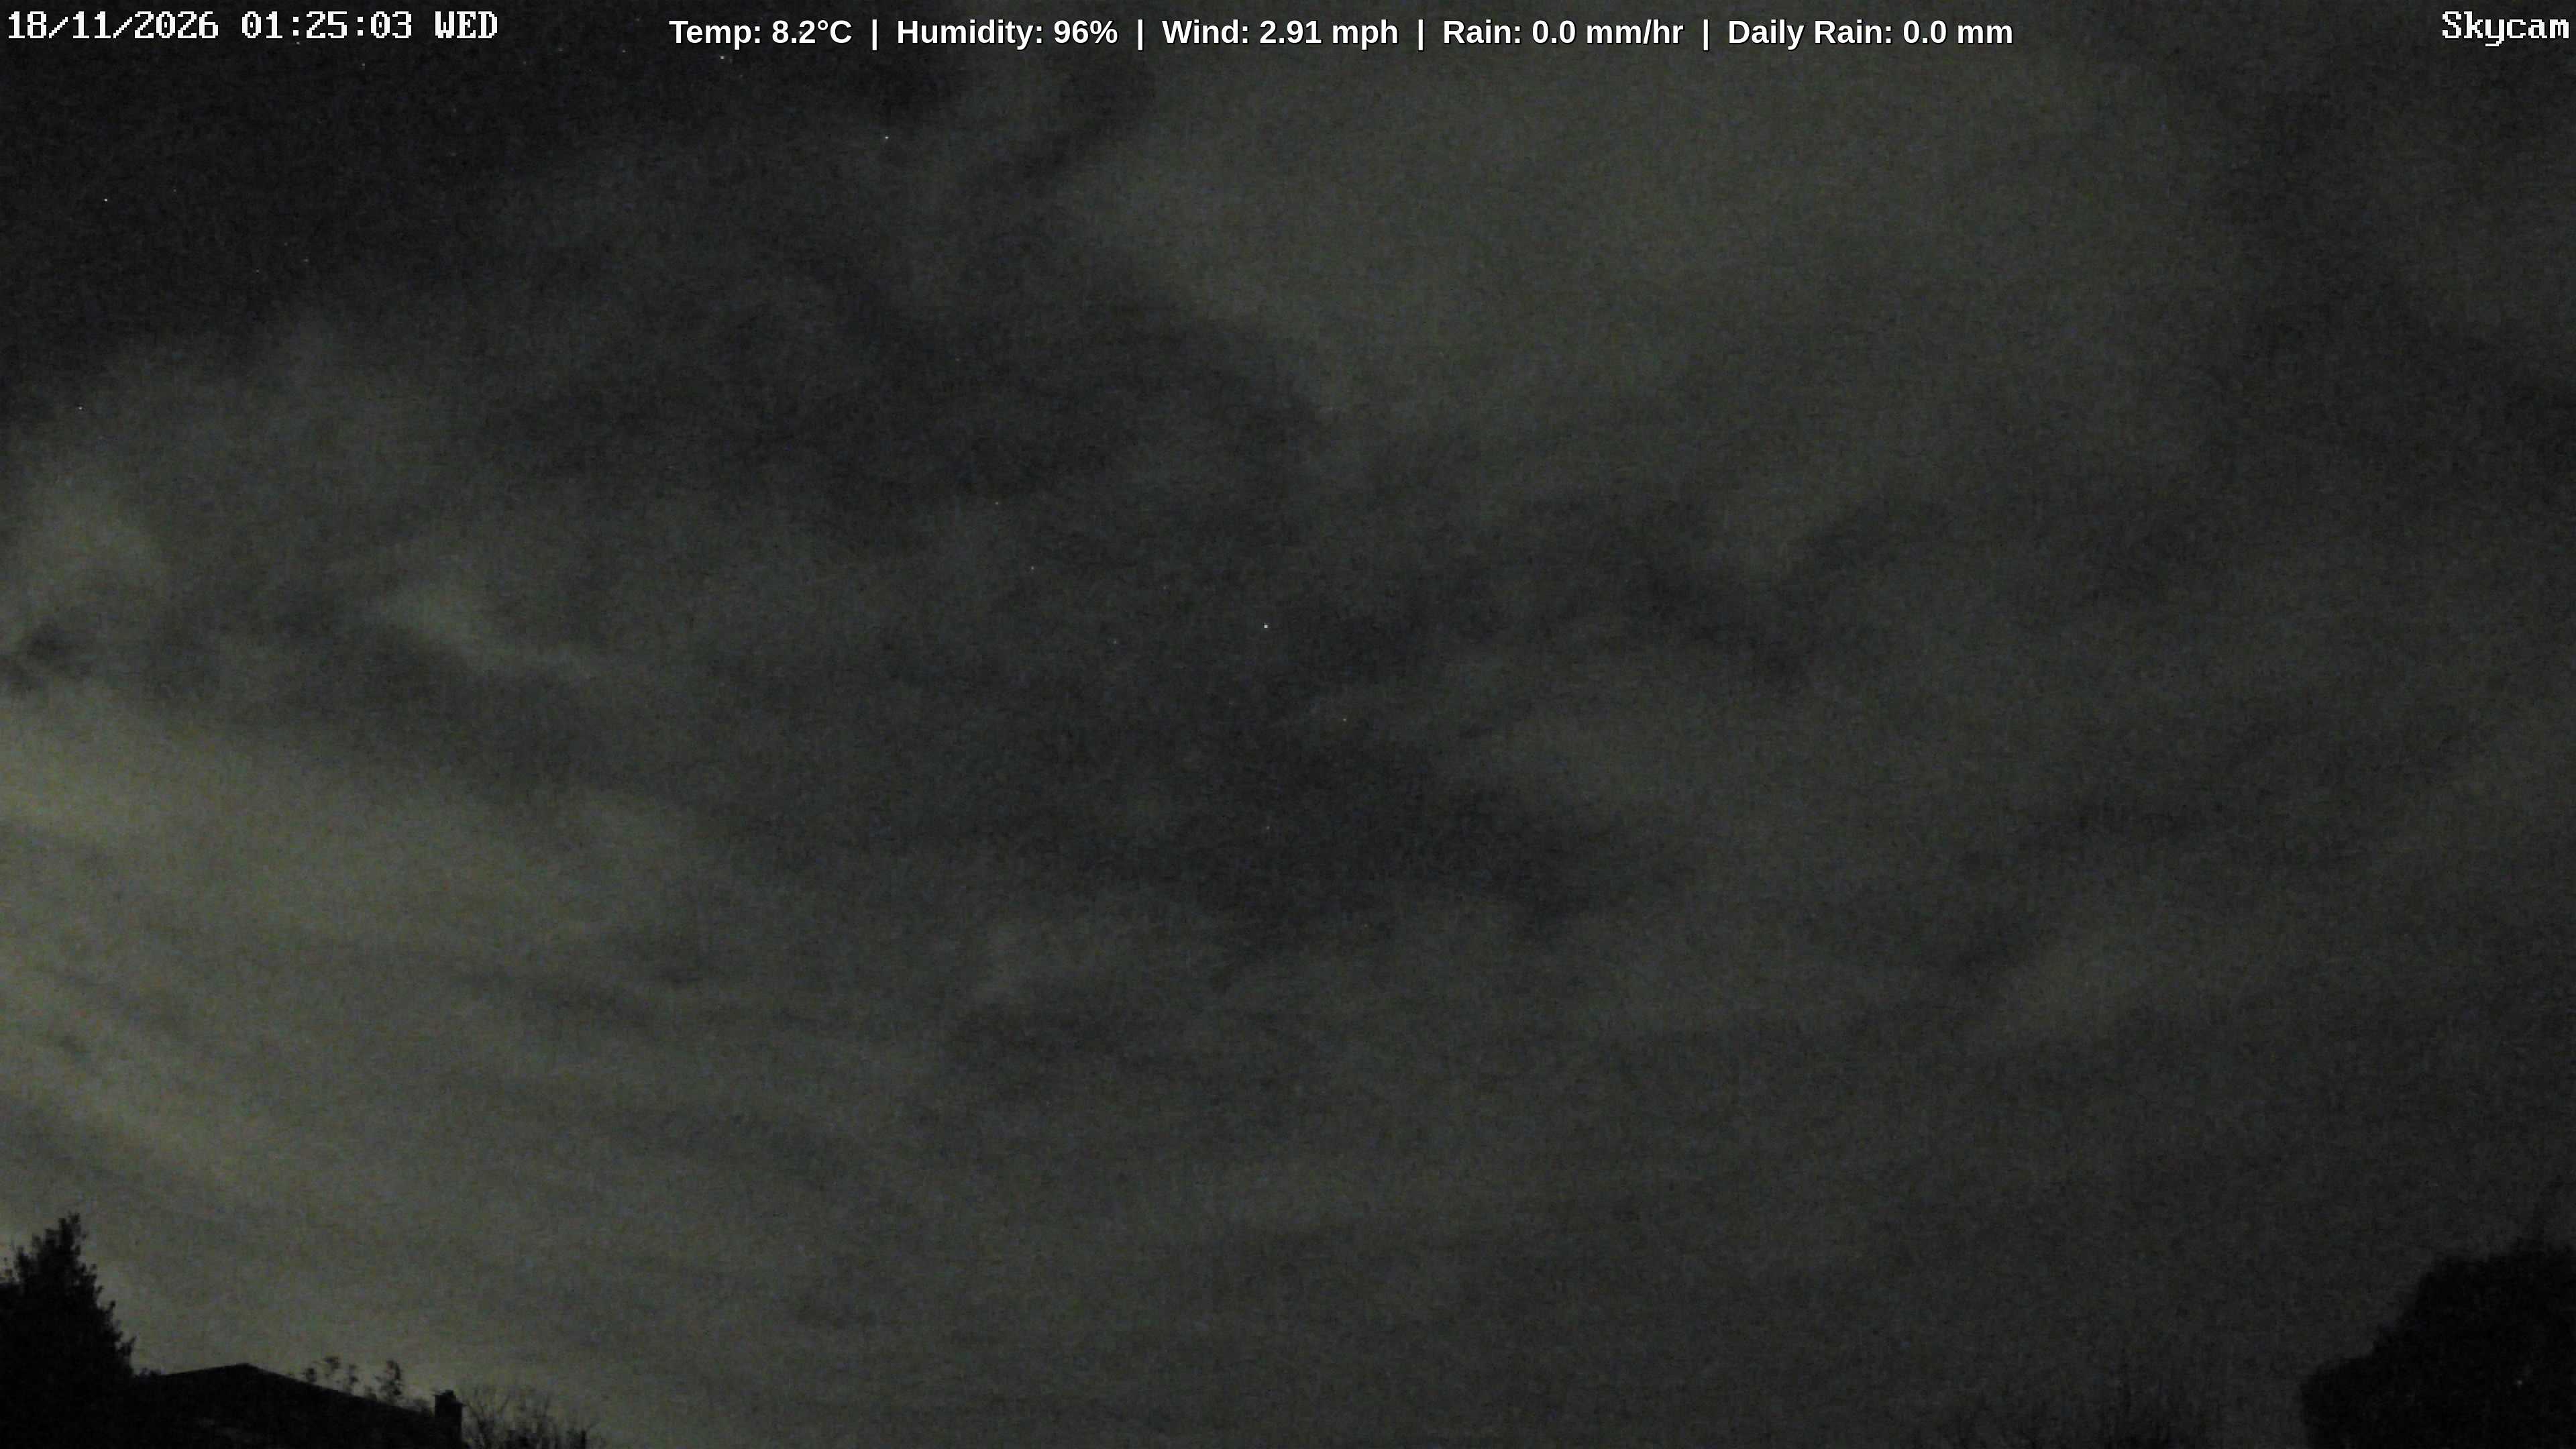 18/11/2026 01:25:03 WED
Temp: 8.2°C | Humidity: 96% | Wind: 2.91 mph | Rain: 0.0 mm/hr | Daily Rain: 0.0 mm
Skycam